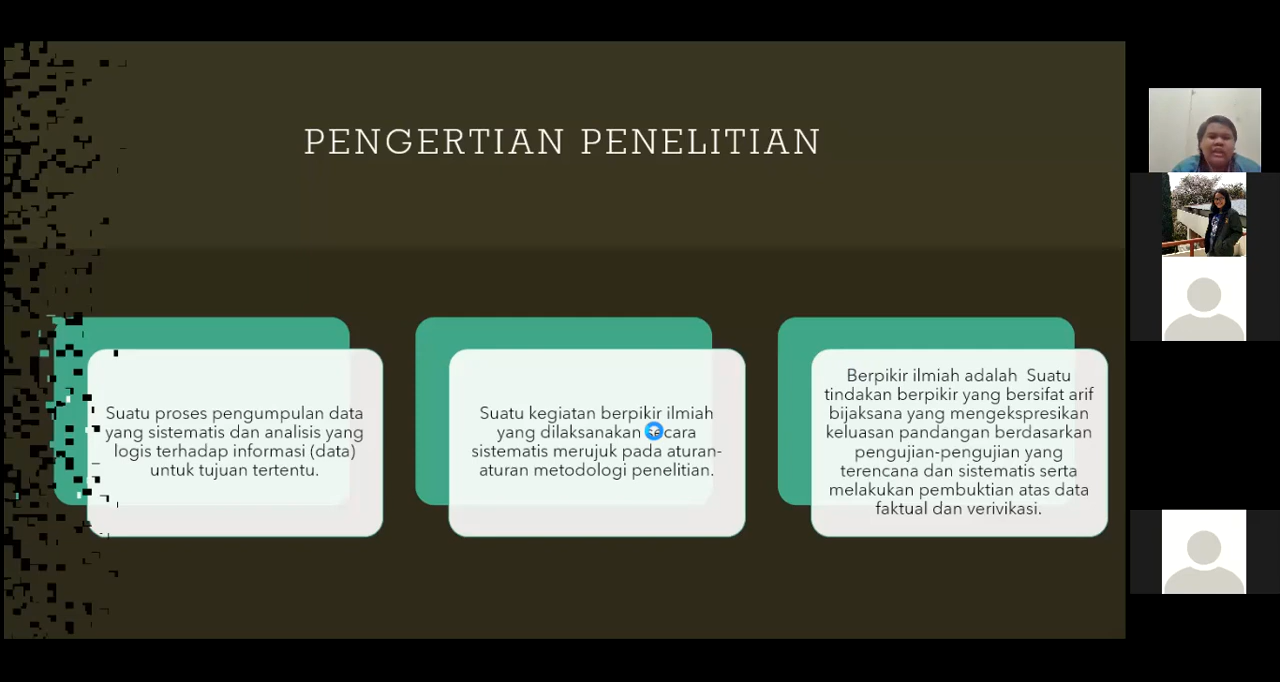 PENGERTIAN PENELITIAN
Suatu proses pengumpulan data
yang sistematis dan analisis yang
logis terhadap informasi (data)
untuk tujuan tertentu.
Suatu kegiatan berpikir ilmiah
yang dilaksanakan secara
sistematis merujuk pada aturan-
aturan metodologi penelitian.
Berpikir ilmiah adalah  Suatu
tindakan berpikir yang bersifat arif
bijaksana yang mengekspresikan
keluasan pandangan berdasarkan
pengujian-pengujian yang
terencana dan sistematis serta
melakukan pembuktian atas data
faktual dan verivikasi.